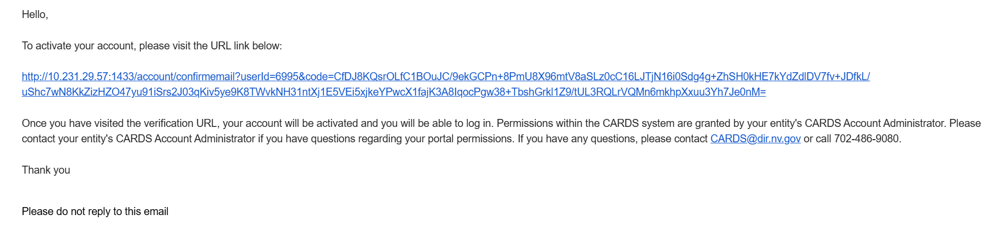 Hello,
To activate your account, please visit the URL link below:
http://10.231.29.57:1433/account/confirmemail?userId=6995&code=CfDJ8KQsrOLfC1BOuJC/9ekGCPn+8PmU8X96mtV8aSLz0cC16LJTjN16i0Sdg4g+ZhSH0kHE7kYdZdlDV7fv+JDfkL/
uShc7wN8KkZizHZO47yu91iSrs2J03qKiv5ye9K8TWvkNH31ntXj1E5VEi5xjkeYPwcX1fajK3A8IqocPgw38+TbshGrkl1Z9/tUL3RQLrVQMn6mkhpXxuu3Yh7Je0nM=
Once you have visited the verification URL, your account will be activated and you will be able to log in. Permissions within the CARDS system are granted by your entity's CARDS Account Administrator. Please
contact your entity's CARDS Account Administrator if you have questions regarding your portal permissions. If you have any questions, please contact CARDS@dir.nv.gov or call 702-486-9080.
Thank you
Please do not reply to this email